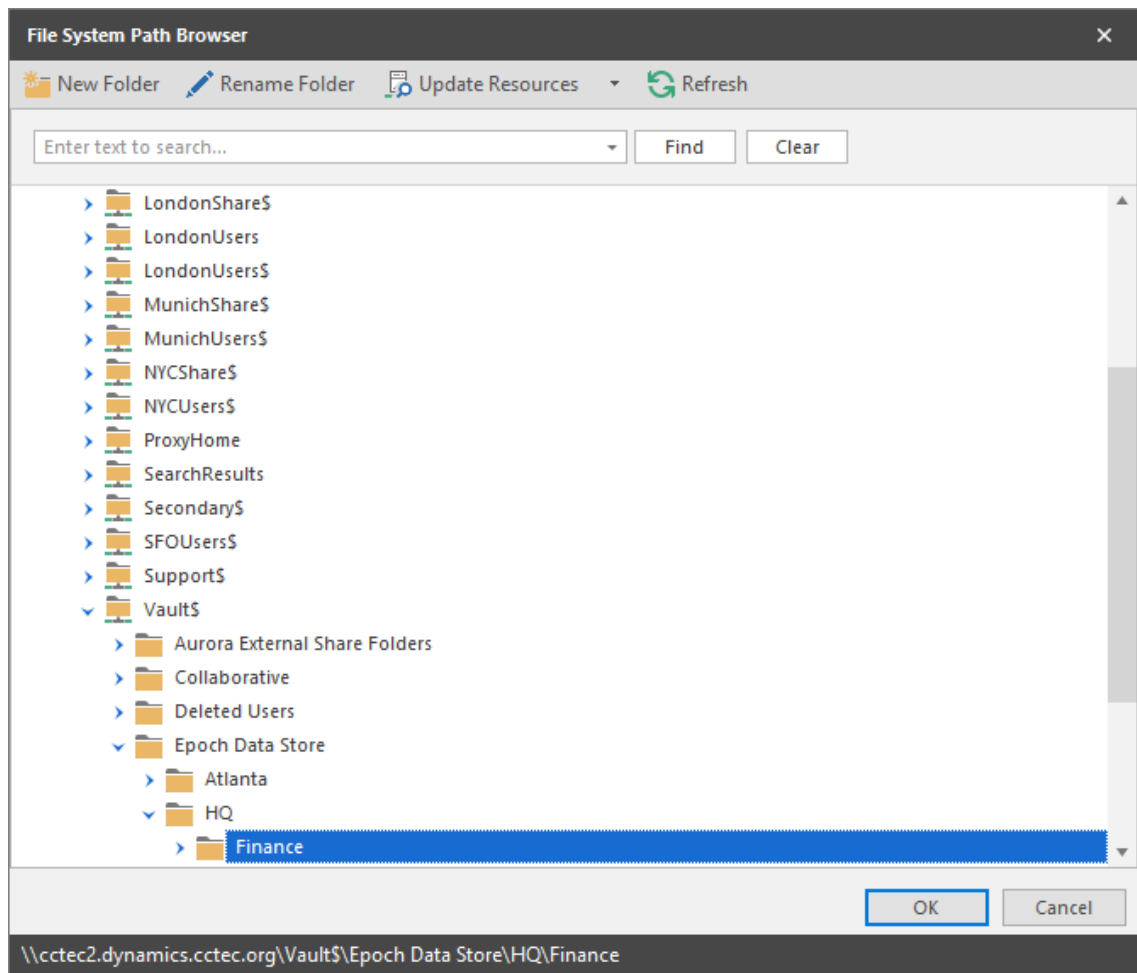 File System Path Browser
New Folder Rename Folder Update Resources Refresh
Enter text to search... Find Clear
LondonShare$
LondonUsers
LondonUsers$
MunichShare$
MunichUsers$
NYCShare$
NYCUsers$
ProxyHome
SearchResults
Secondary$
SFOUsers$
Support$
Vault$
Aurora External Share Folders
Collaborative
Deleted Users
Epoch Data Store
Atlanta
HQ
Finance
OK Cancel
\\cctec2.dynamics.cctec.org\Vault$\Epoch Data Store\HQ\Finance